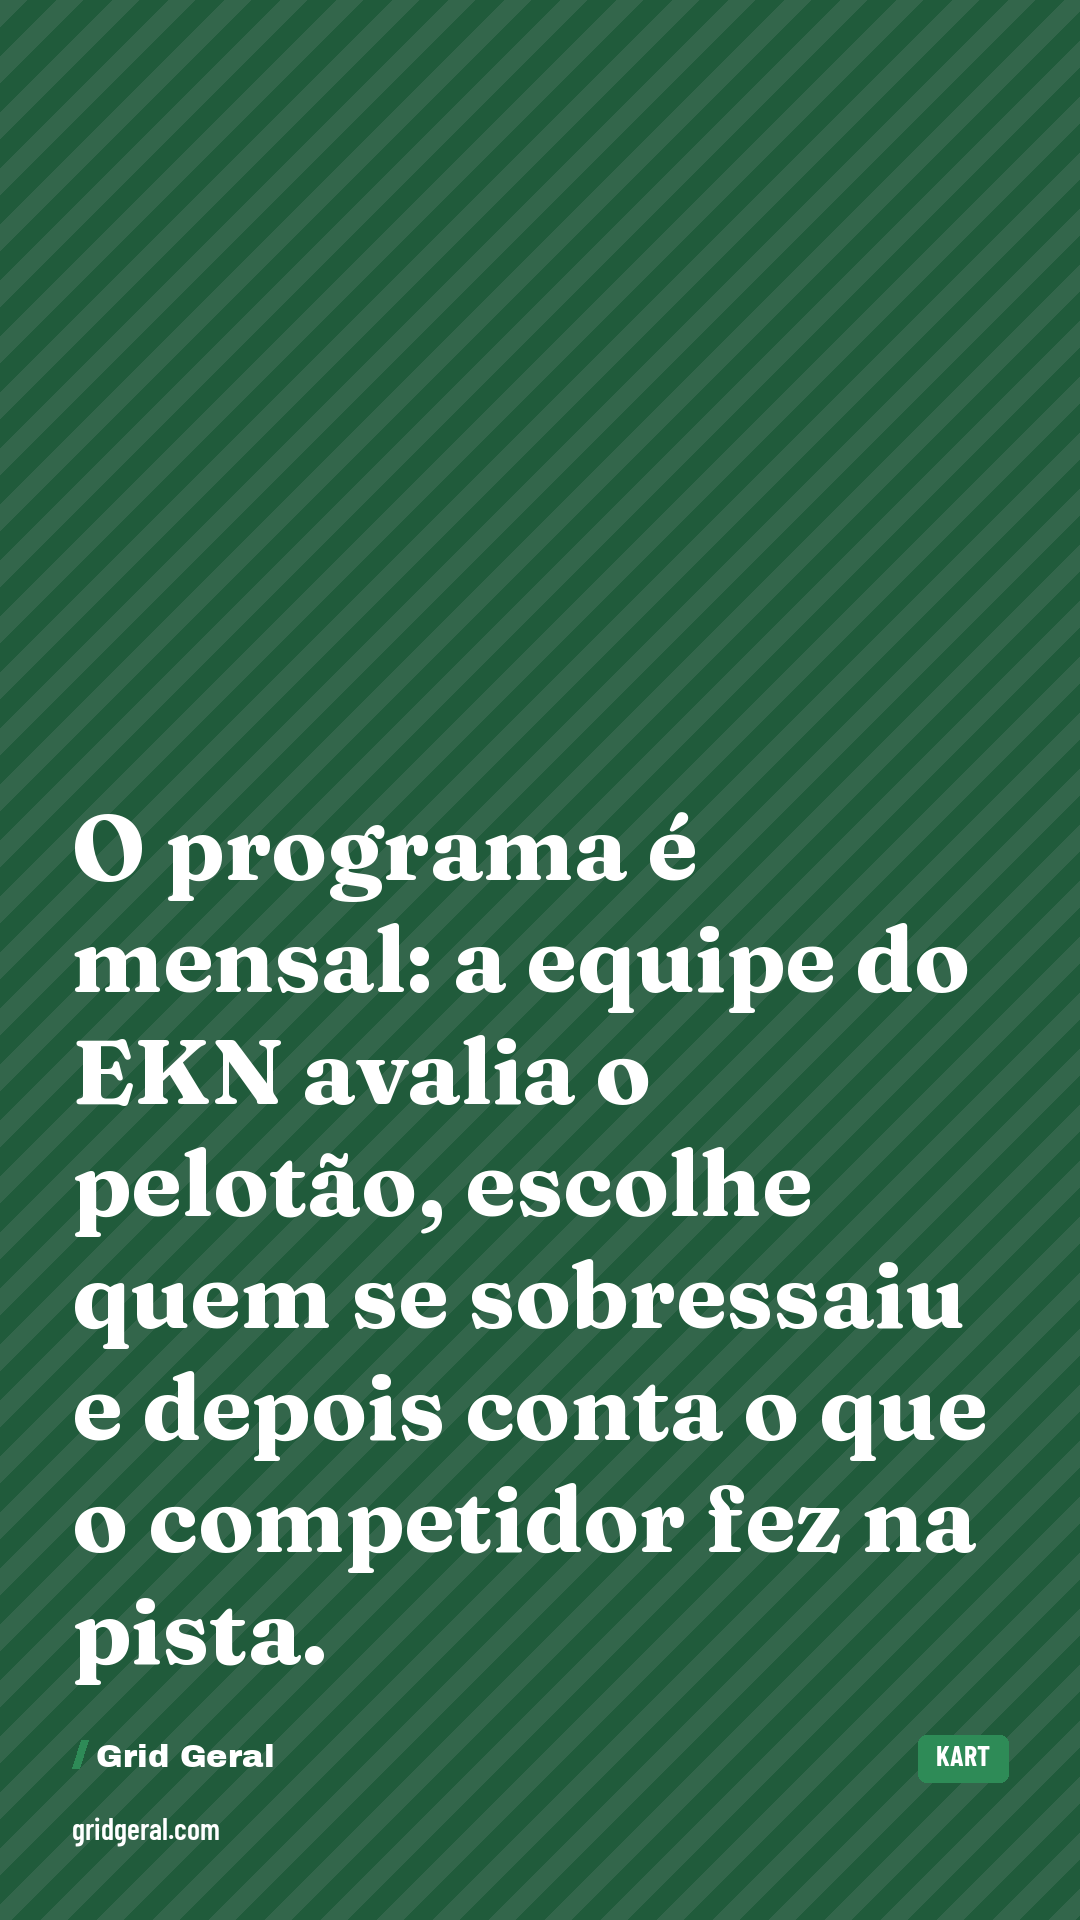 O programa é
mensal: a equipe do
EKN avalia o
pelotão, escolhe
quem se sobressaiu
e depois conta o que
o competidor fez na
pista.
/ Grid Geral
KART
gridgeral.com